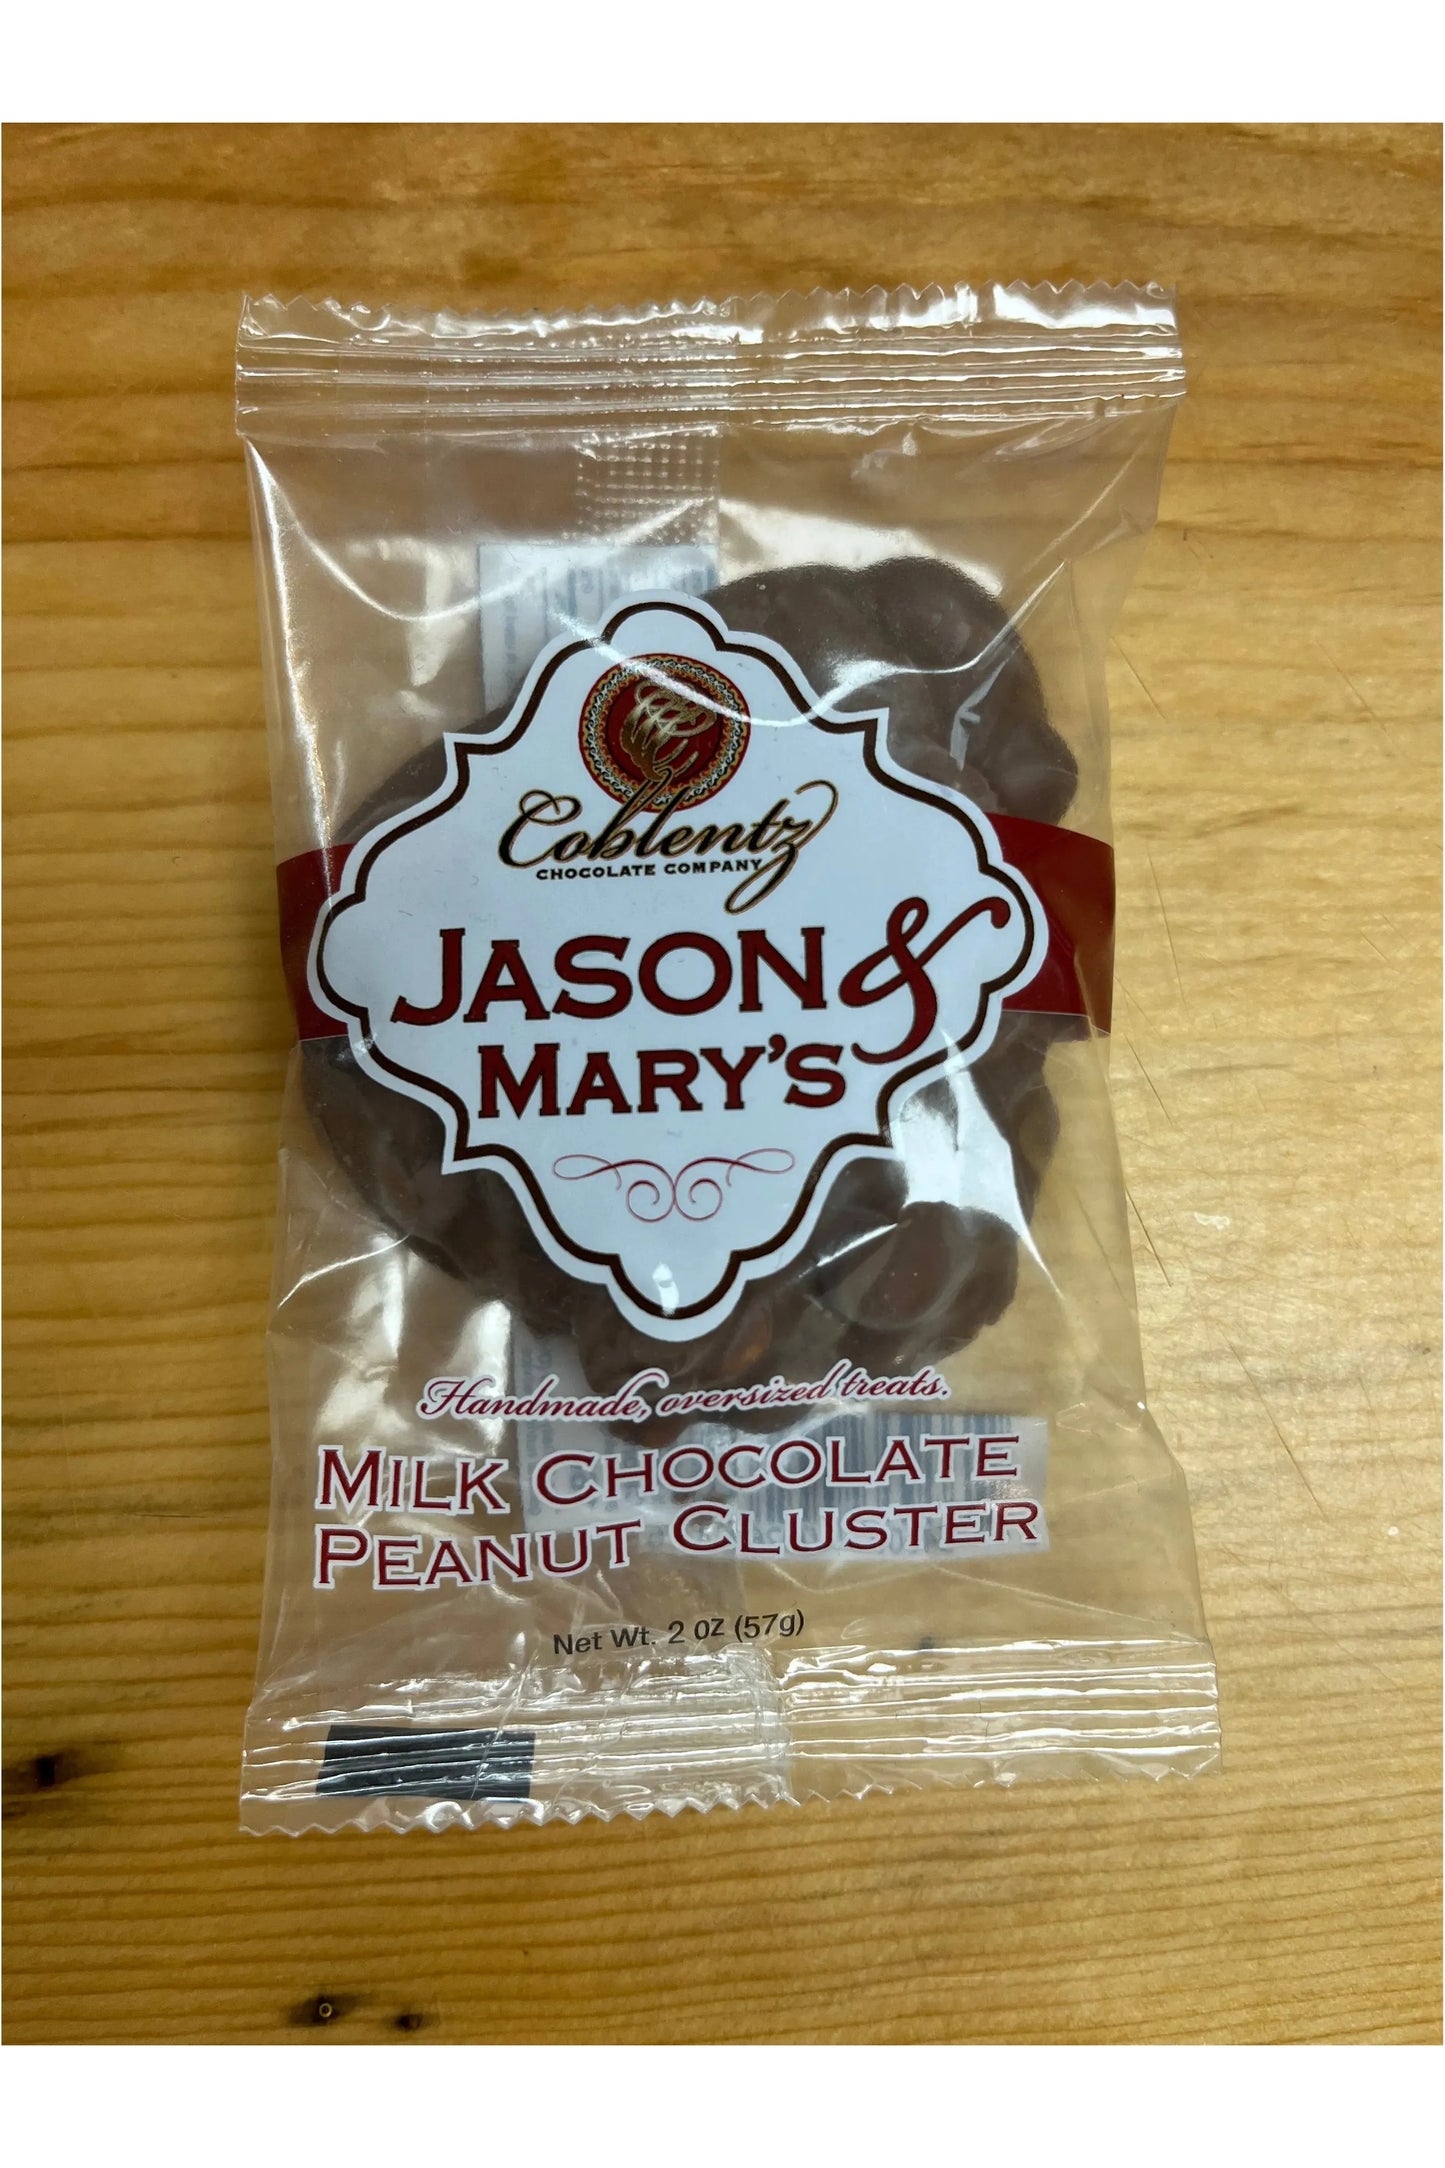 Coblentz
CHOCOLATE COMPANY
JASON &
MARY'S
Handmade, oversized treats.
MILK CHOCOLATE
PEANUT CLUSTER
Net Wt. 2 oz (57g)